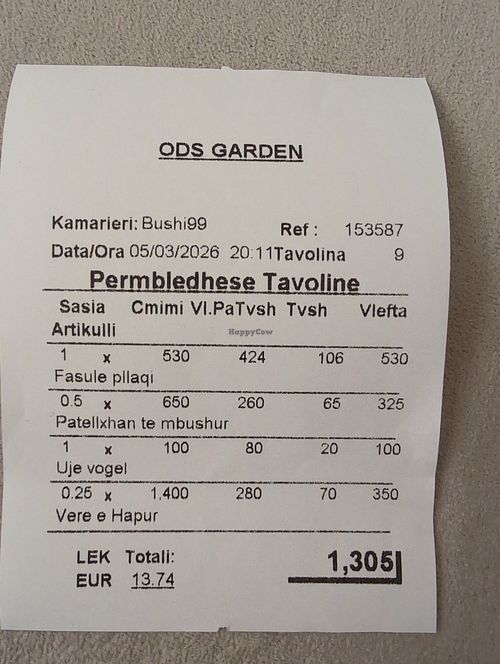 ODS GARDEN
Kamarieri: Bushi99 Ref : 153587
Data/Ora 05/03/2026 20:11 Tavolina 9
Permbledhese Tavoline
Sasia Cmimi Vl.PaTvsh Tvsh Vlefta
Artikulli
HappyCow
1 x 530 424 106 530
Fasule pllaqi
0.5 x 650 260 65 325
Patellxhan te mbushur
1 x 100 80 20 100
Uje vogel
0.25 x 1,400 280 70 350
Vere e Hapur
LEK Totali: 1,305
EUR 13.74